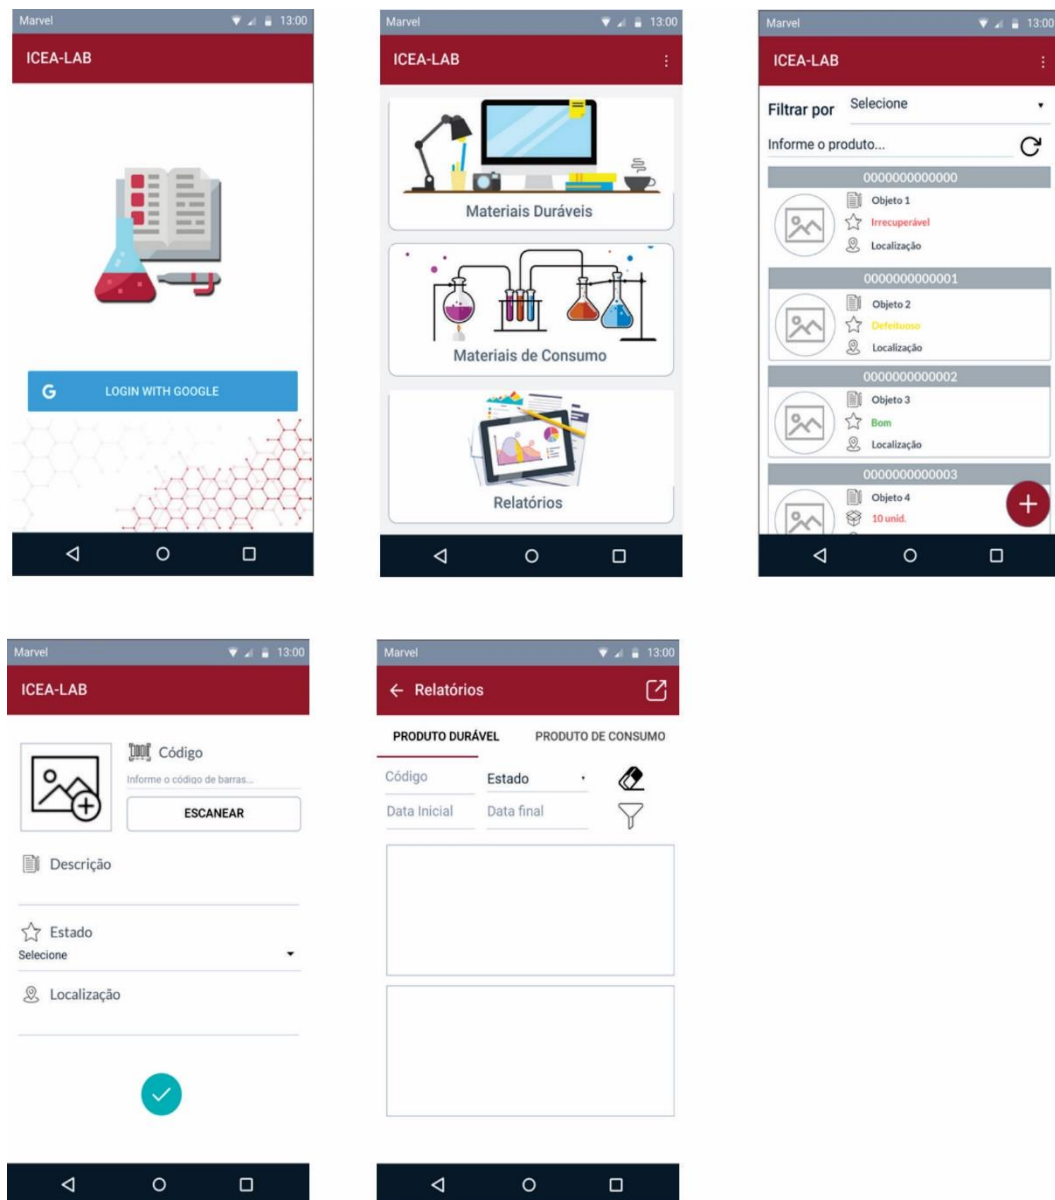 Marvel 13:00
ICEA-LAB
LOGIN WITH GOOGLE
Marvel 13:00
ICEA-LAB
Materiais Duráveis
Materiais de Consumo
Relatórios
Marvel 13:00
ICEA-LAB
Filtrar por Selecione
Informe o produto...
0000000000000
Objeto 1
Irrecuperável
Localização
0000000000001
Objeto 2
Defeituoso
Localização
0000000000002
Objeto 3
Bom
Localização
0000000000003
Objeto 4
10 unid.
Marvel 13:00
ICEA-LAB
Código
Informe o código de barras...
ESCANEAR
Descrição
Estado
Selecione
Localização
Marvel 13:00
Relatórios
PRODUTO DURÁVEL PRODUTO DE CONSUMO
Código Estado
Data Inicial Data final